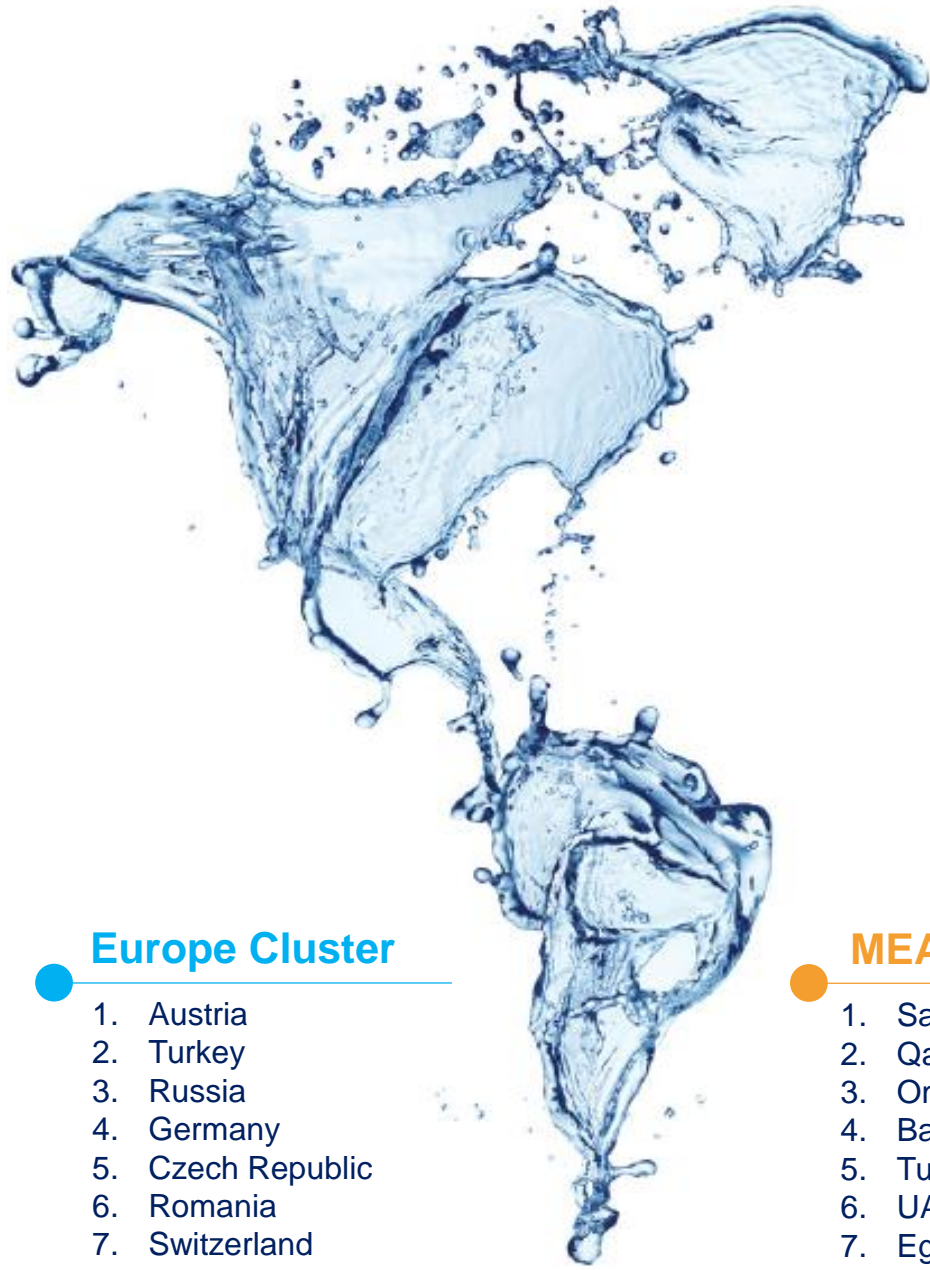 Europe Cluster
1. Austria
2. Turkey
3. Russia
4. Germany
5. Czech Republic
6. Romania
7. Switzerland
MEA
1. Sa
2. Qa
3.
4. Ba
5. Tu
6. UA
7. Eg